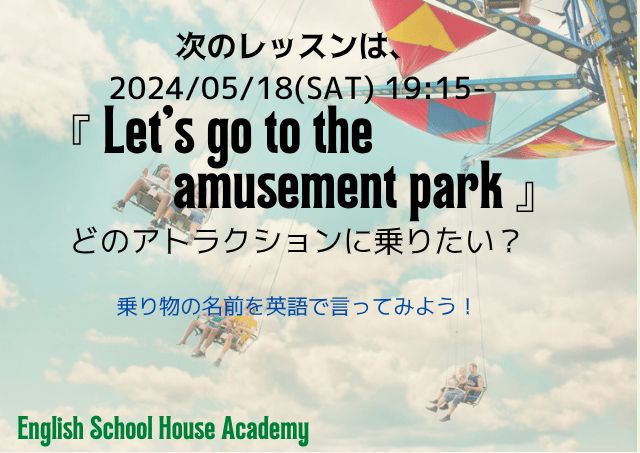 次のレッスンは、
2024/05/18(SAT) 19:15-
『 Let's go to the
amusement park 』
どのアトラクションに乗りたい？
乗り物の名前を英語で言ってみよう！
English School House Academy